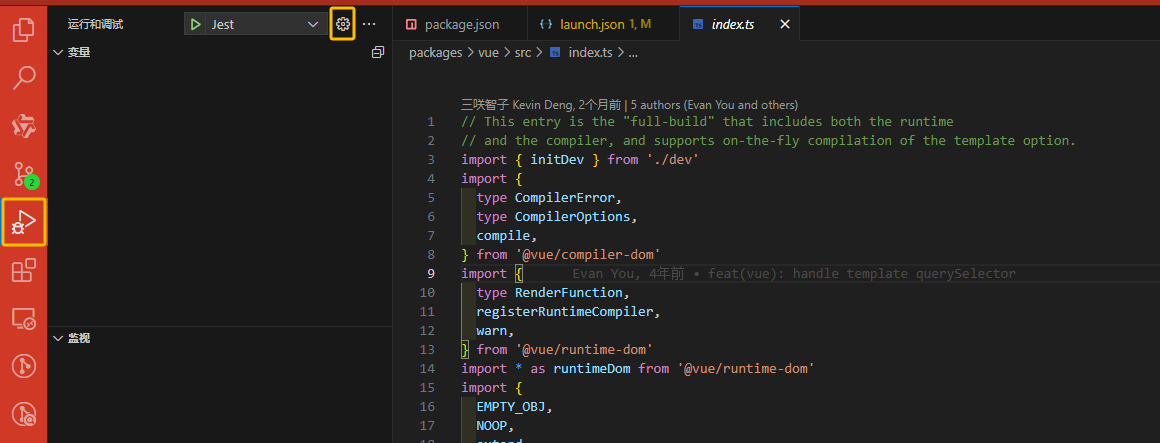 运行和调试
Jest
变量
监视
2
package.json
launch.json 1, M
index.ts
packages > vue > src > index.ts > ...
三咲智子 Kevin Deng, 2个月前 | 5 authors (Evan You and others)
1 // This entry is the "full-build" that includes both the runtime
2 // and the compiler, and supports on-the-fly compilation of the template option.
3 import { initDev } from './dev'
4 import {
5   type CompilerError,
6   type CompilerOptions,
7   compile,
8 } from '@vue/compiler-dom'
9 import { Evan You, 4年前 • feat(vue): handle template querySelector
10   type RenderFunction,
11   registerRuntimeCompiler,
12   warn,
13 } from '@vue/runtime-dom'
14 import * as runtimeDom from '@vue/runtime-dom'
15 import {
16   EMPTY_OBJ,
17   NOOP,
18   extend